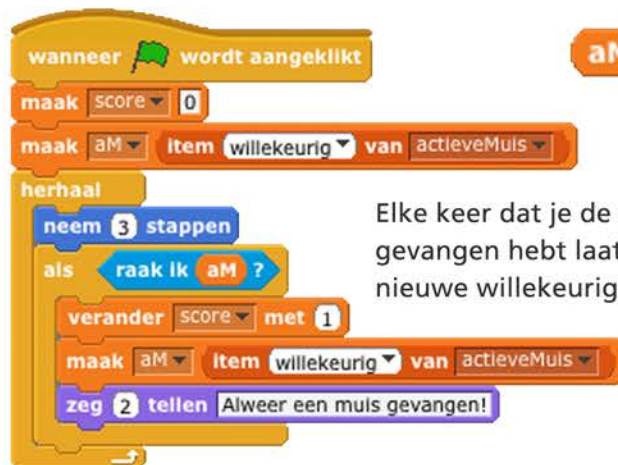 wanneer wordt aangeklikt
maak score 0
maak aM item willekeurig van actieveMuis
herhaal
neem 3 stappen
als raak ik aM ?
verander score met 1
maak aM item willekeurig van actieveMuis
zeg 2 tellen Alweer een muis gevangen!
Elke keer dat je de
gevangen hebt
nieuwe